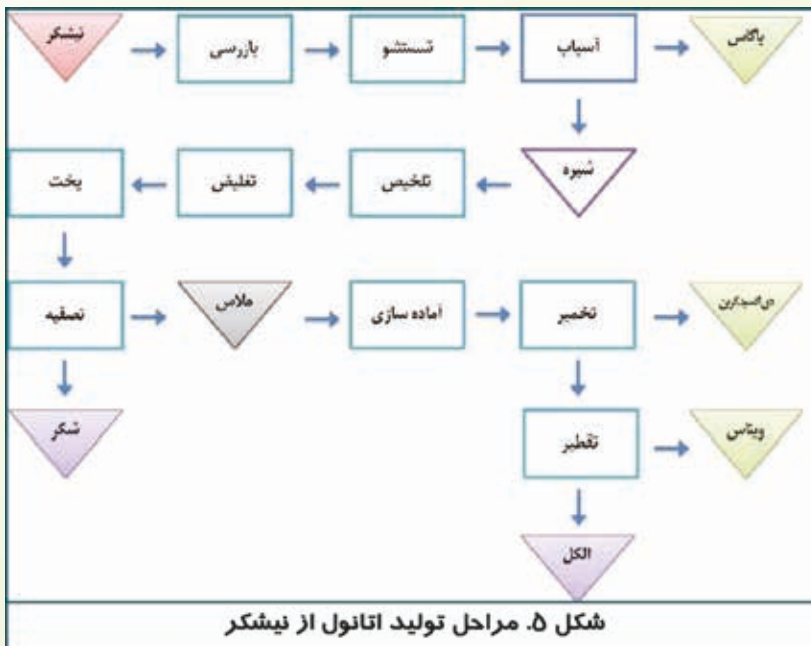 نیشکر
بازرسی
شستشو
آسیاب
باگاس
شیره
تلخیص
تغلیض
پخت
تصفیه
ملاس
آماده سازی
تخمیر
دی‌اکسیدکربن
شکر
تقطیر
ویناس
الکل
شکل ۵. مراحل تولید اتانول از نیشکر